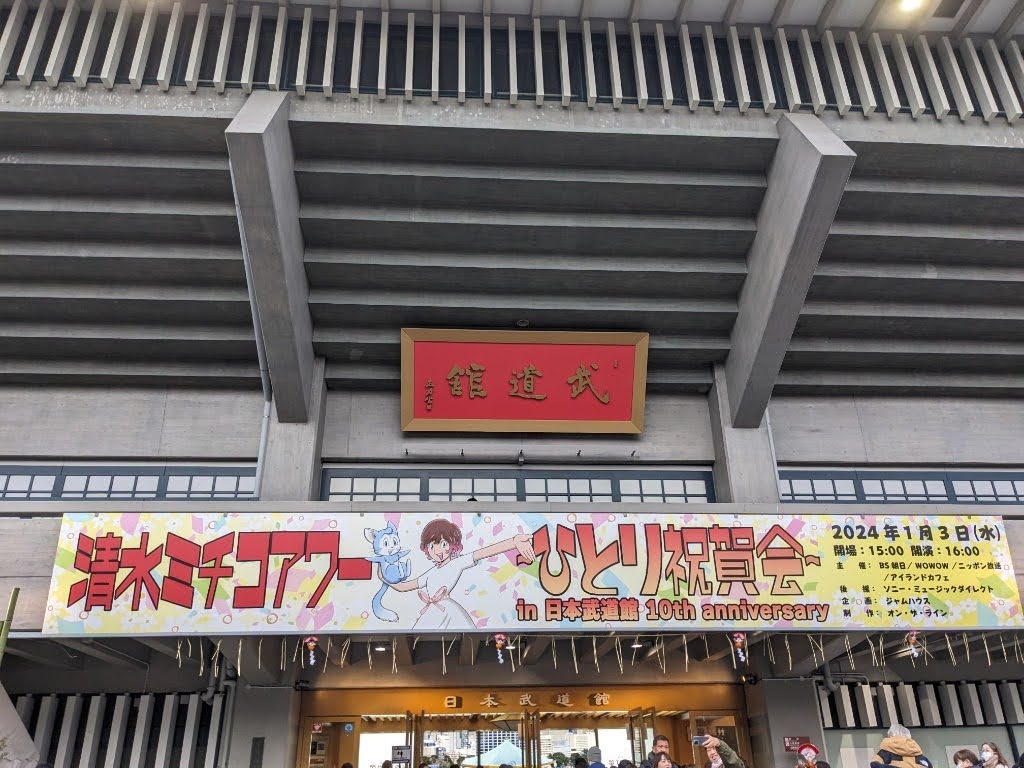 武道館
清水ミチコアワー
~ひとり祝賀会~
in 日本武道館 10th anniversary
2024年1月3日(水)
開場:15:00 開演:16:00
主 催: BS朝日/WOWOW/ニッポン放送
/アイランドカフェ
後 援: ソニー・ミュージックダイレクト
企 画: ジャムハウス
制 作: オン・ザ・ライン
日本武道館